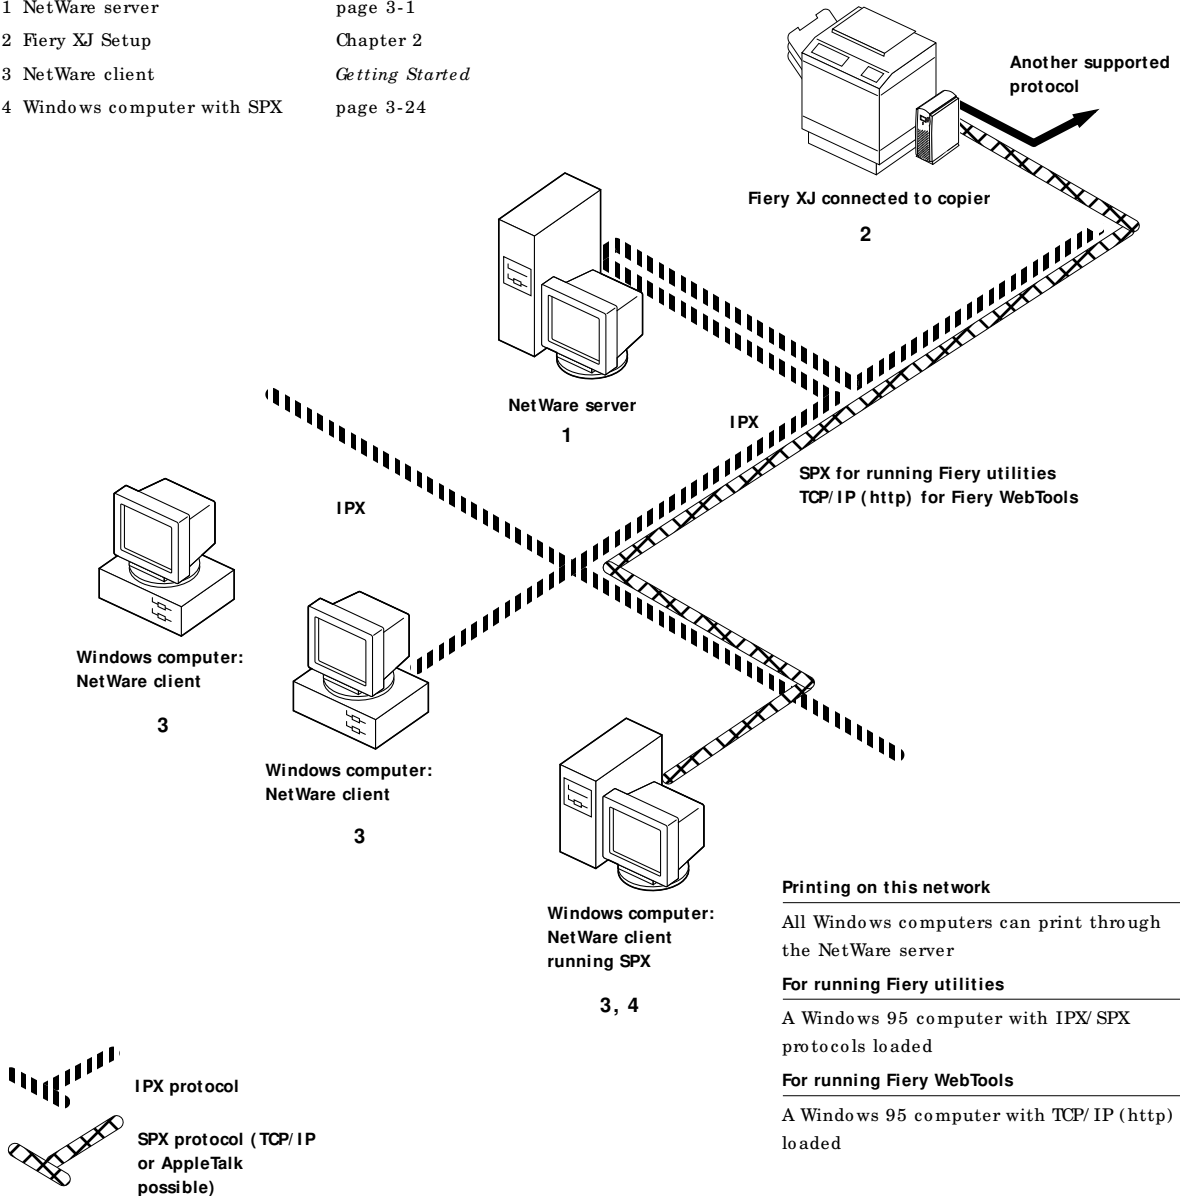 1 NetWare server page 3-1
2 Fiery XJ Setup Chapter 2
3 NetWare client Getting Started
4 Windows computer with SPX page 3-24
Another supported
protocol
Fiery XJ connected to copier
2
NetWare server
1
IPX
SPX for running Fiery utilities
TCP/IP (http) for Fiery WebTools
IPX
Windows computer:
NetWare client
3
Windows computer:
NetWare client
3
Windows computer:
NetWare client
running SPX
3, 4
Printing on this network
All Windows computers can print through
the NetWare server
For running Fiery utilities
A Windows 95 computer with IPX/SPX
protocols loaded
For running Fiery WebTools
A Windows 95 computer with TCP/IP (http)
loaded
IPX protocol
SPX protocol (TCP/IP
or AppleTalk
possible)